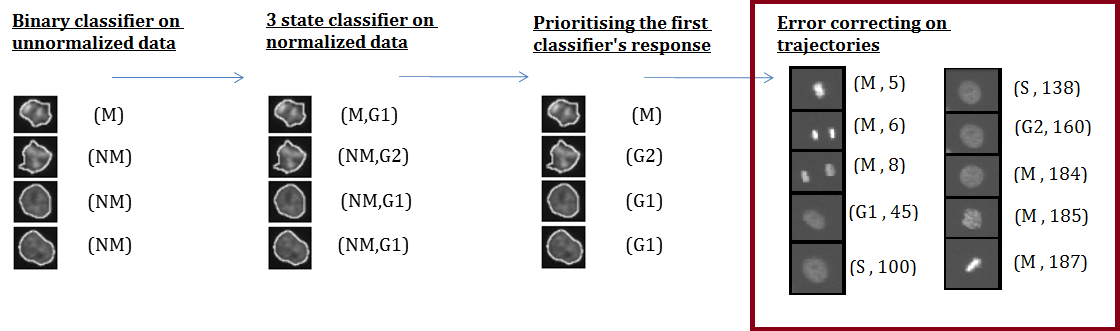 Binary classifier on
unnormalized data
3 state classifier on
normalized data
Prioritising the first
classifier's response
Error correcting on
trajectories
(M)
(NM)
(NM)
(NM)
(M,G1)
(NM,G2)
(NM,G1)
(NM,G1)
(M)
(G2)
(G1)
(G1)
(M , 5)
(M , 6)
(M , 8)
(G1 , 45)
(S , 100)
(S , 138)
(G2, 160)
(M , 184)
(M , 185)
(M , 187)